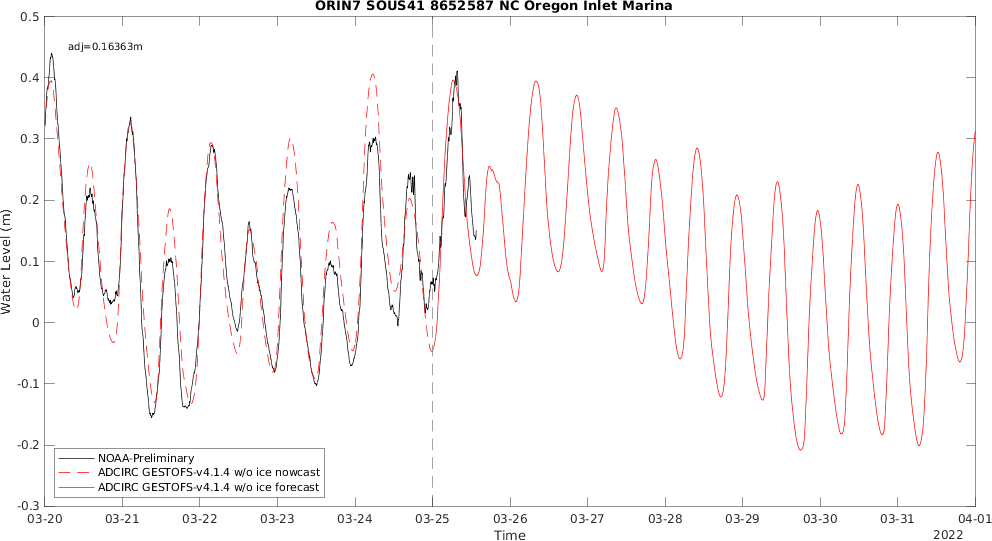 ORIN7 SOUS41 8652587 NC Oregon Inlet Marina
adj=0.16363m
0.5
0.4
0.3
0.2
0.1
0
-0.1
-0.2
-0.3
Water Level (m)
NOAA-Preliminary
ADCIRC GESTOFS-v4.1.4 w/o ice nowcast
ADCIRC GESTOFS-v4.1.4 w/o ice forecast
03-20 03-21 03-22 03-23 03-24 03-25 03-26 03-27 03-28 03-29 03-30 03-31 04-01
Time
2022